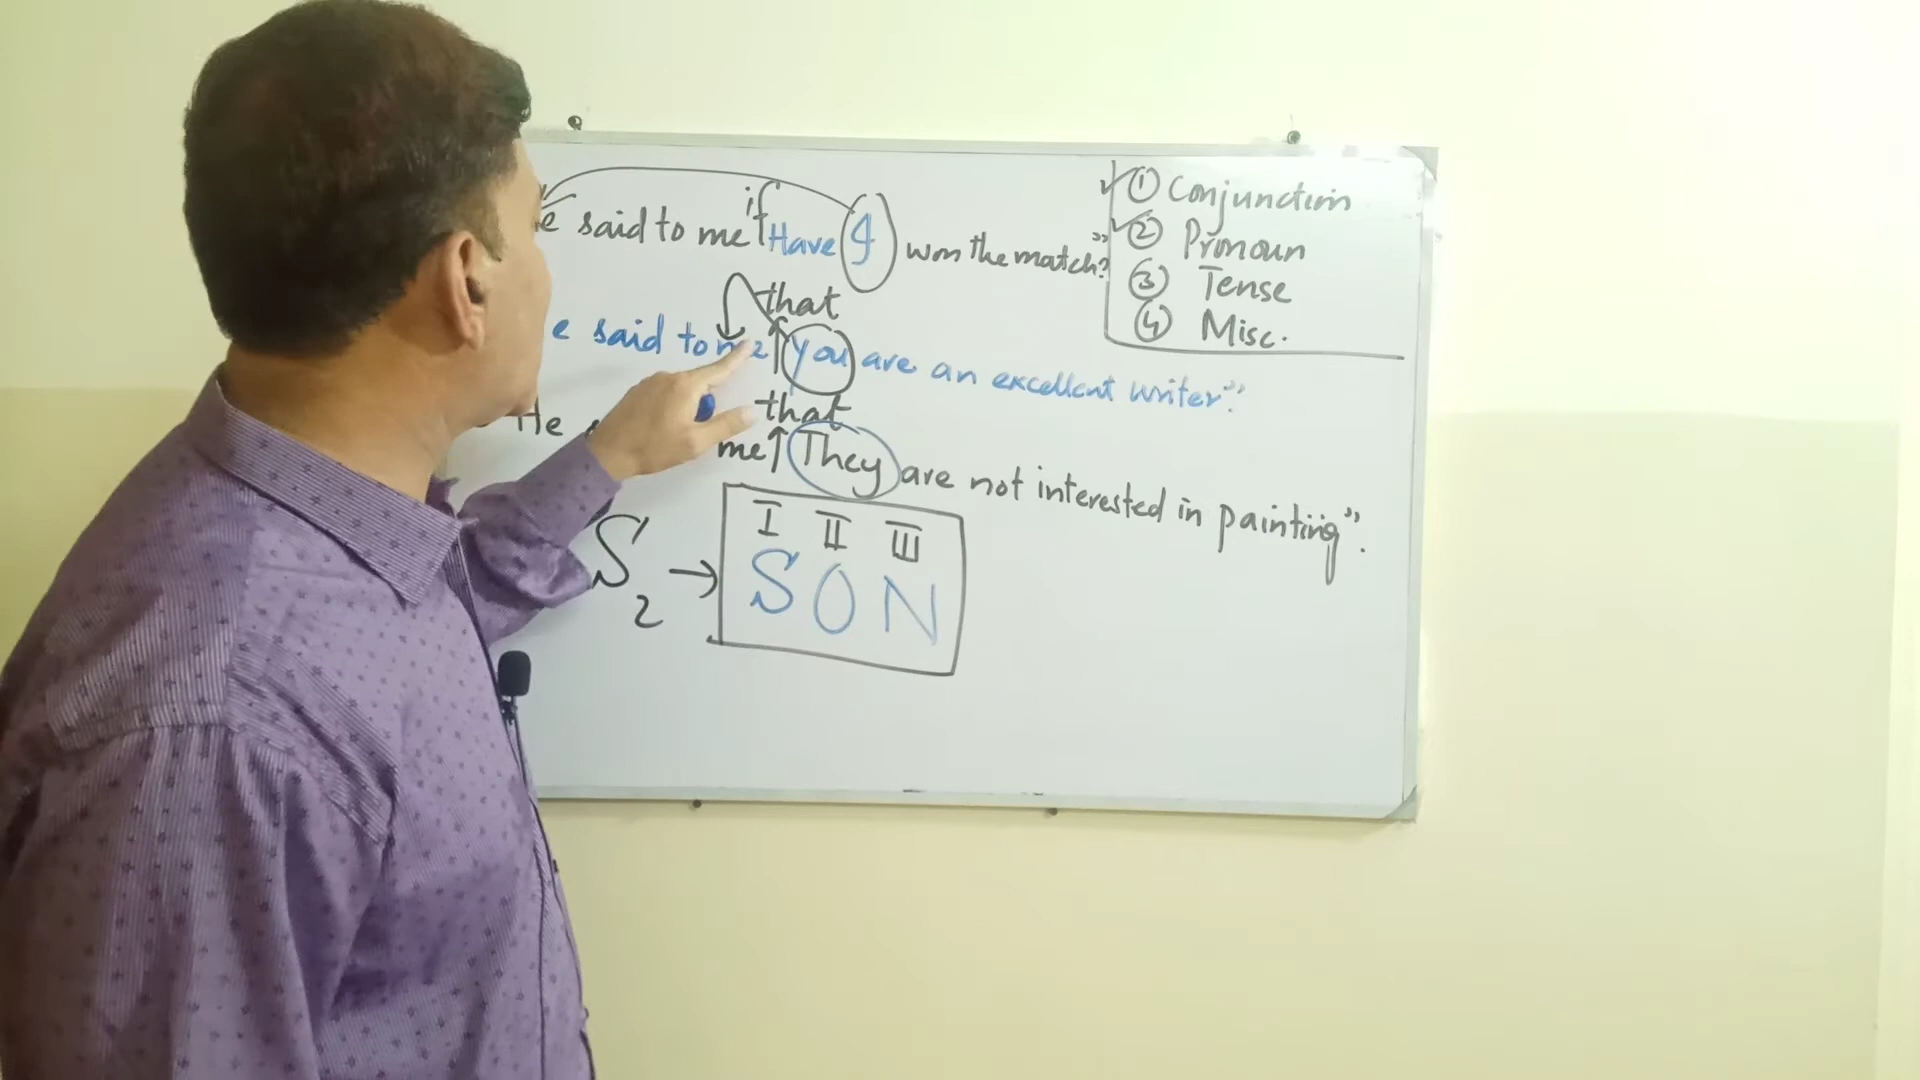 e said to me if Have I won the match?”
that
e said to me you are an excellent writer”.
that
He me They are not interested in painting”.
S2 → I II III
S O N
① Conjunction
② Pronoun
③ Tense
④ Misc.